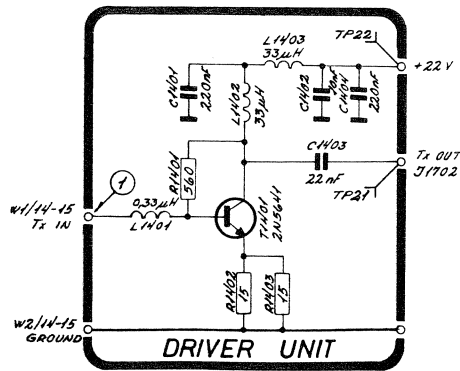 TP22
+22V
L1403
33µH
C1401
220nF
L1402
33µH
C1402
10nF
C1404
220nF
C1403
22nF
Tx OUT
J1702
TP21
R1401
560
1
W1/14-15
Tx IN
0,33µH
L1401
T1401
2N5641
R1402
15
R1403
15
W2/14-15
GROUND
DRIVER UNIT